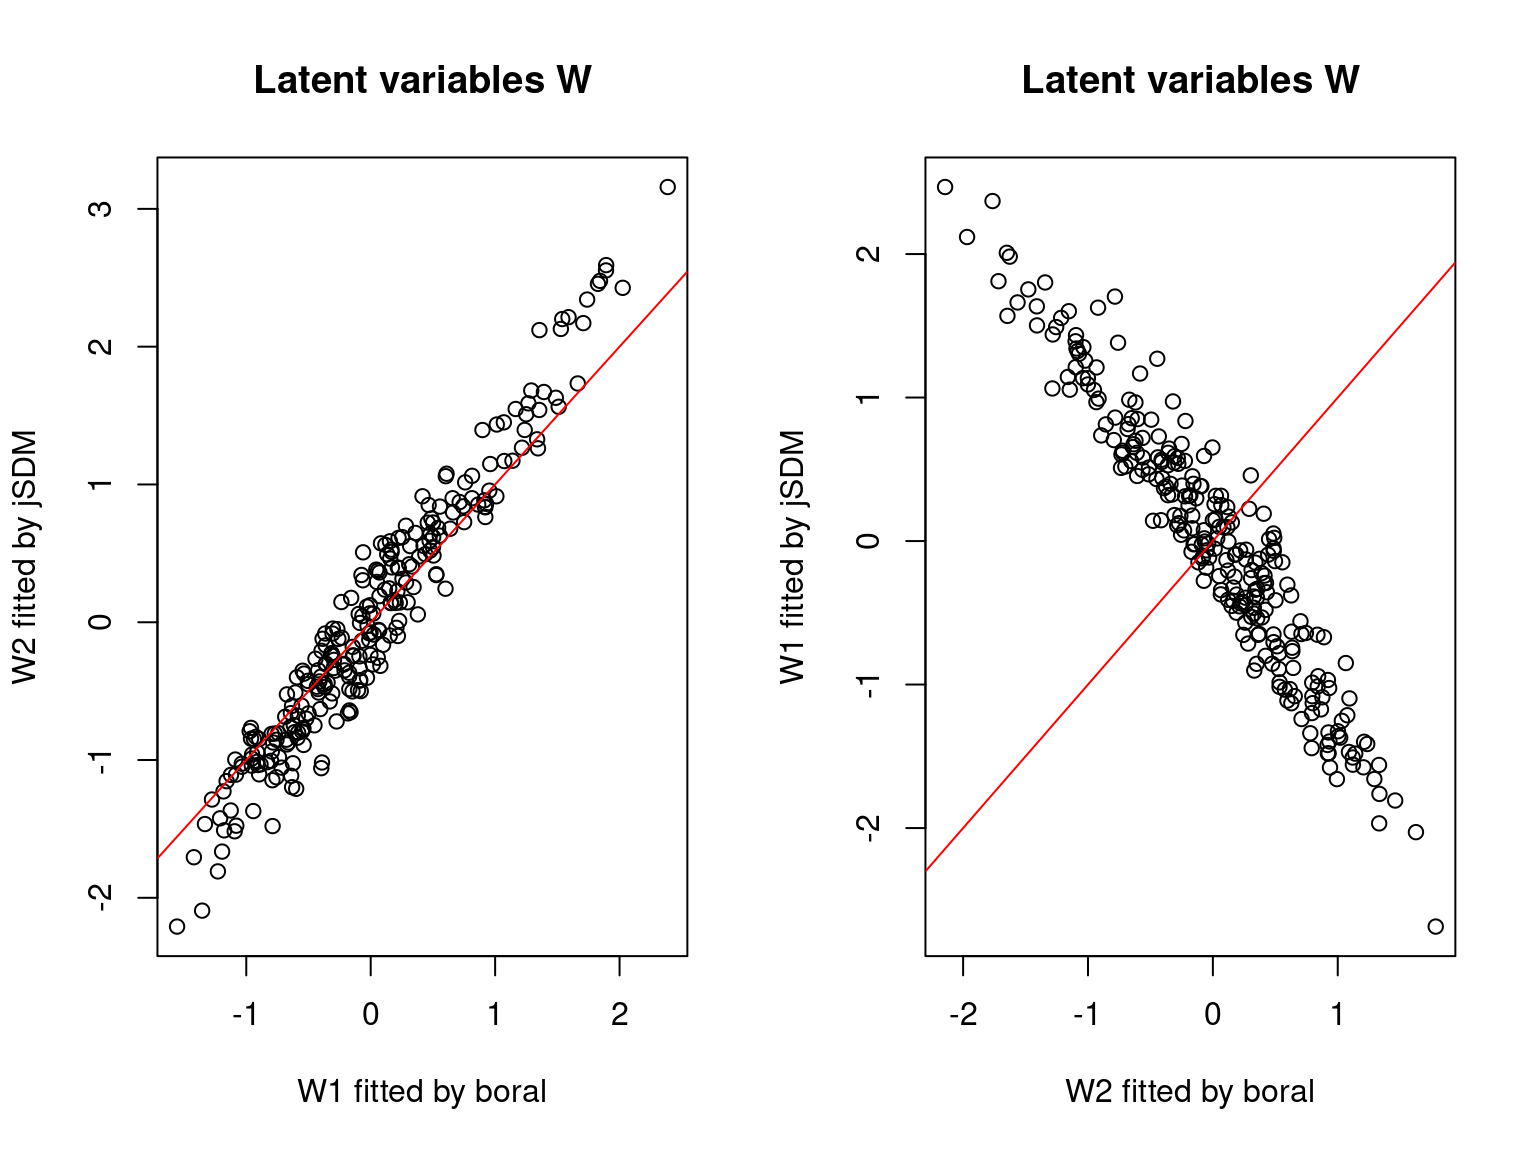 Latent variables W
W2 fitted by jSDM
3
2
1
0
-1
-2
-1 0 1 2
W1 fitted by boral
Latent variables W
W1 fitted by jSDM
2
1
0
-1
-2
-2 -1 0 1
W2 fitted by boral